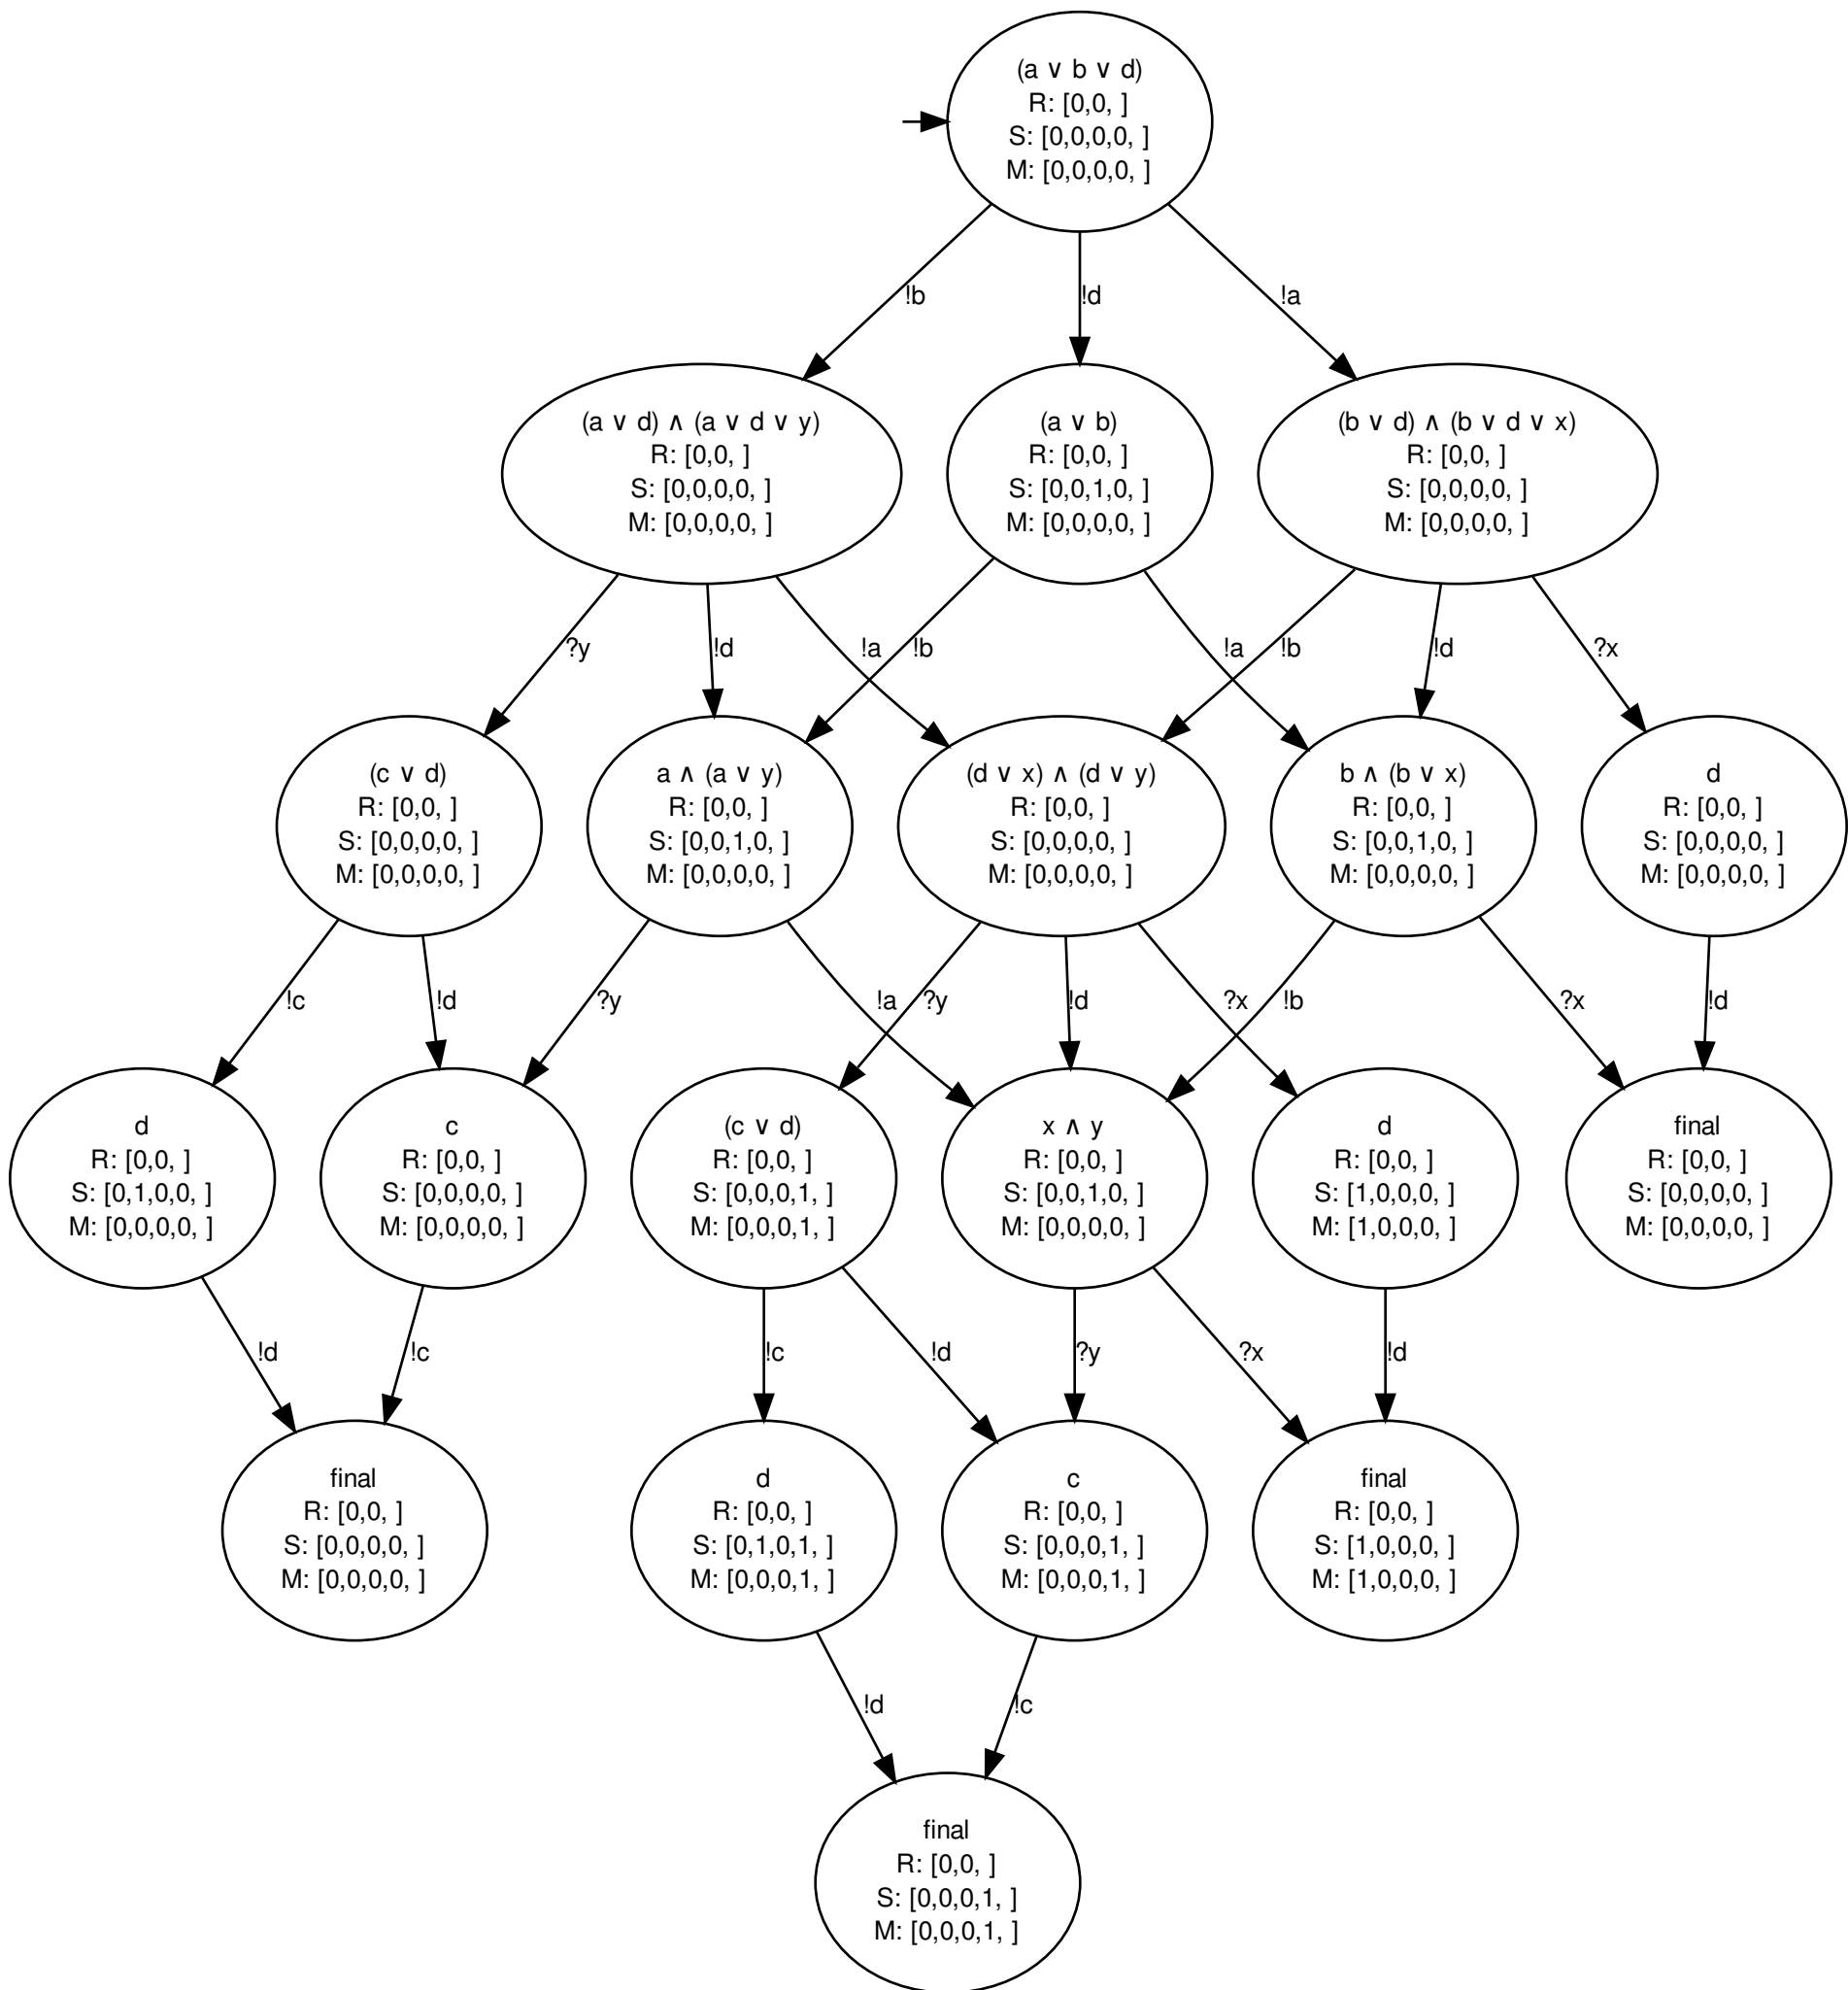 (a ∨ b ∨ d)
R: [0,0, ]
S: [0,0,0,0, ]
M: [0,0,0,0, ]
!b
!d
!a
(a ∨ d) ∧ (a ∨ d ∨ y)
R: [0,0, ]
S: [0,0,0,0, ]
M: [0,0,0,0, ]
(a ∨ b)
R: [0,0, ]
S: [0,0,1,0, ]
M: [0,0,0,0, ]
(b ∨ d) ∧ (b ∨ d ∨ x)
R: [0,0, ]
S: [0,0,0,0, ]
M: [0,0,0,0, ]
?y
!d
!a
!b
!a
!b
!d
?x
(c ∨ d)
R: [0,0, ]
S: [0,0,0,0, ]
M: [0,0,0,0, ]
a ∧ (a ∨ y)
R: [0,0, ]
S: [0,0,1,0, ]
M: [0,0,0,0, ]
(d ∨ x) ∧ (d ∨ y)
R: [0,0, ]
S: [0,0,0,0, ]
M: [0,0,0,0, ]
b ∧ (b ∨ x)
R: [0,0, ]
S: [0,0,1,0, ]
M: [0,0,0,0, ]
d
R: [0,0, ]
S: [0,0,0,0, ]
M: [0,0,0,0, ]
!c
!d
?y
!a
?y
!d
?x
!b
?x
!d
d
R: [0,0, ]
S: [0,1,0,0, ]
M: [0,0,0,0, ]
c
R: [0,0, ]
S: [0,0,0,0, ]
M: [0,0,0,0, ]
(c ∨ d)
R: [0,0, ]
S: [0,0,0,1, ]
M: [0,0,0,1, ]
x ∧ y
R: [0,0, ]
S: [0,0,1,0, ]
M: [0,0,0,0, ]
d
R: [0,0, ]
S: [1,0,0,0, ]
M: [1,0,0,0, ]
final
R: [0,0, ]
S: [0,0,0,0, ]
M: [0,0,0,0, ]
!d
!c
!c
!d
?y
?x
!d
final
R: [0,0, ]
S: [0,0,0,0, ]
M: [0,0,0,0, ]
d
R: [0,0, ]
S: [0,1,0,1, ]
M: [0,0,0,1, ]
c
R: [0,0, ]
S: [0,0,0,1, ]
M: [0,0,0,1, ]
final
R: [0,0, ]
S: [1,0,0,0, ]
M: [1,0,0,0, ]
!d
!c
final
R: [0,0, ]
S: [0,0,0,1, ]
M: [0,0,0,1, ]